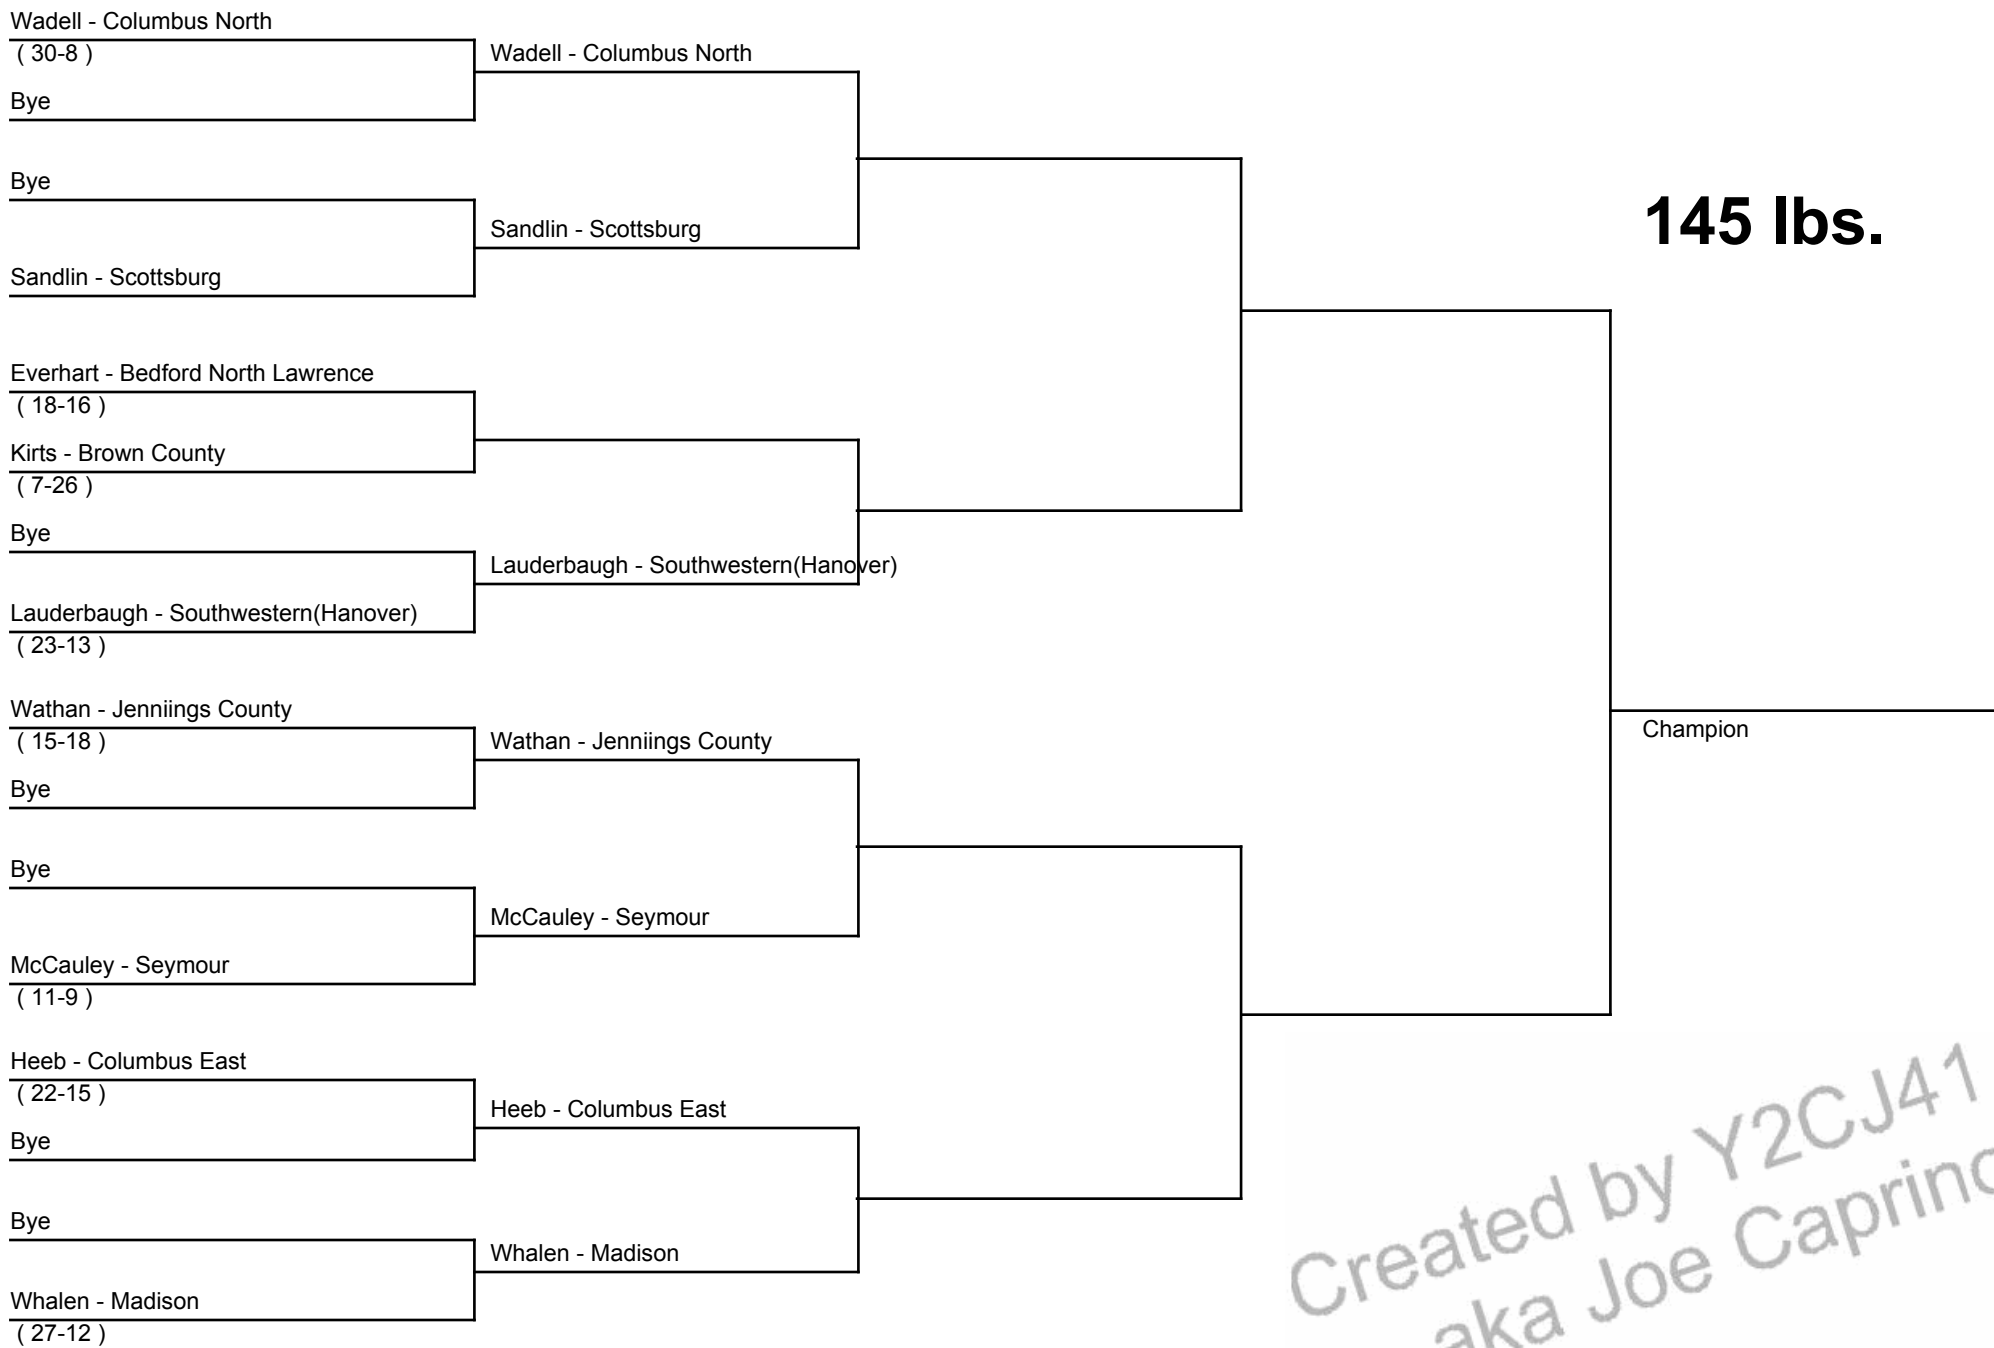 Wadell - Columbus North
( 30-8 )
Wadell - Columbus North
Bye
Bye
145 lbs.
Sandlin - Scottsburg
Sandlin - Scottsburg
Everhart - Bedford North Lawrence
( 18-16 )
Kirts - Brown County
( 7-26 )
Bye
Lauderbaugh - Southwestern(Hanover)
Lauderbaugh - Southwestern(Hanover)
( 23-13 )
Wathan - Jenniings County
( 15-18 )
Wathan - Jenniings County
Champion
Bye
Bye
McCauley - Seymour
McCauley - Seymour
( 11-9 )
Heeb - Columbus East
( 22-15 )
Heeb - Columbus East
Bye
Bye
Whalen - Madison
Whalen - Madison
( 27-12 )
Created by Y2CJ41
aka Joe Caprino